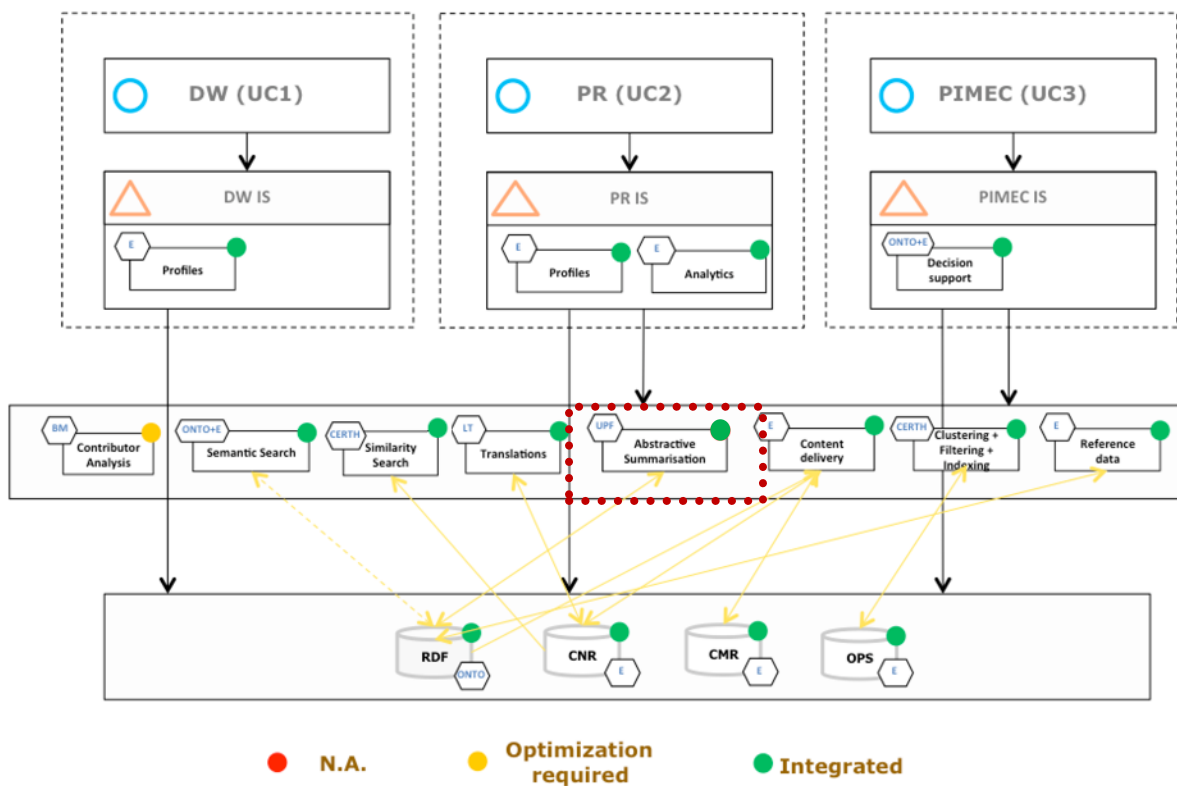 DW (UC1)
PR (UC2)
PIMEC (UC3)
DW IS
PR IS
PIMEC IS
E
Profiles
E
Profiles
E
Analytics
ONTO+E
Decision
support
BM
Contributor
Analysis
ONTO+E
Semantic Search
CERTH
Similarity
Search
LT
Translations
UPF
Abstractive
Summarisation
E
Content
delivery
CERTH
Clustering +
Filtering +
Indexing
E
Reference
data
RDF
ONTO
CNR
E
CMR
E
OPS
E
N.A.
Optimization
required
Integrated